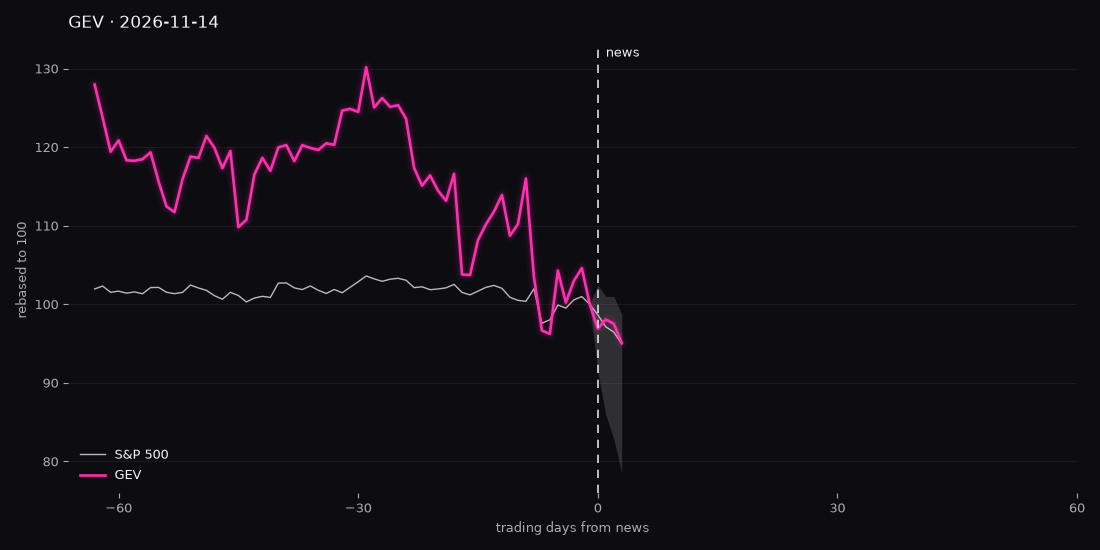 GEV · 2026-11-14
news
130
120
110
100
90
80
rebased to 100
S&P 500
GEV
−60
−30
0
30
60
trading days from news